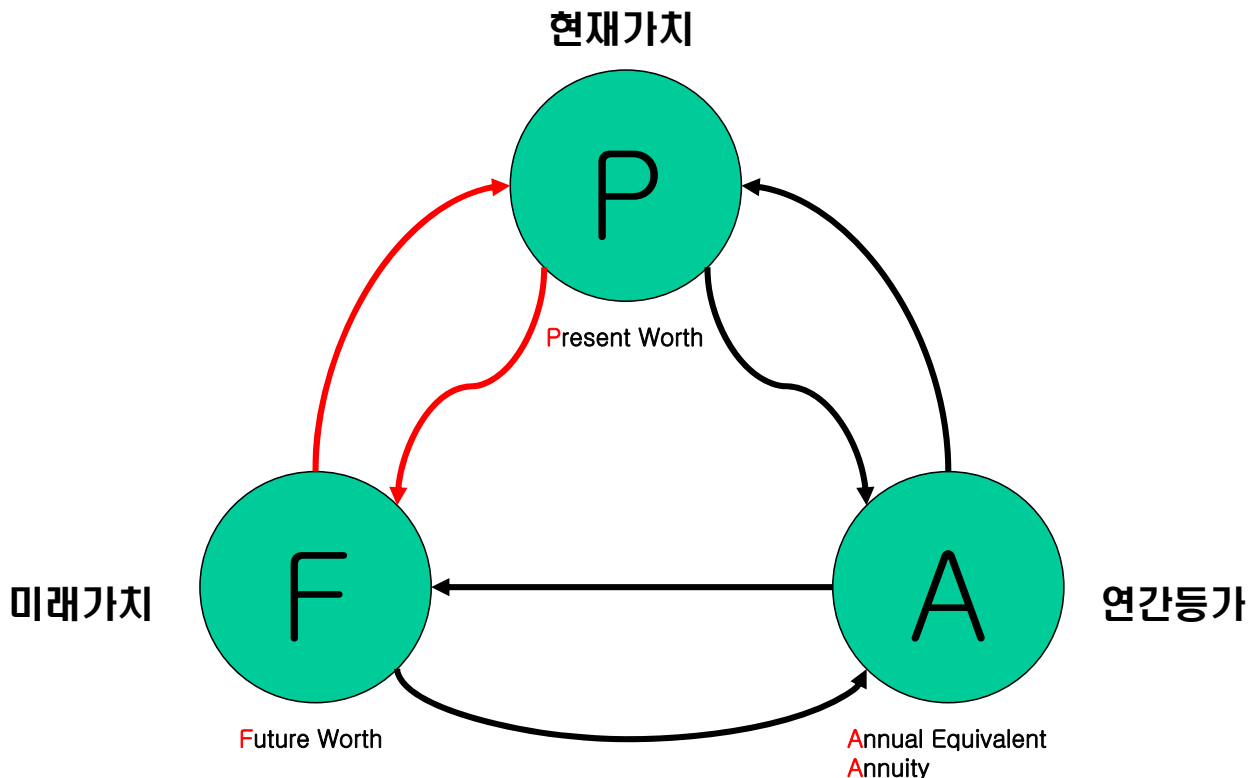 현재가치
P
Present Worth
F
A
미래가치
연간등가
Future Worth
Annual Equivalent
Annuity